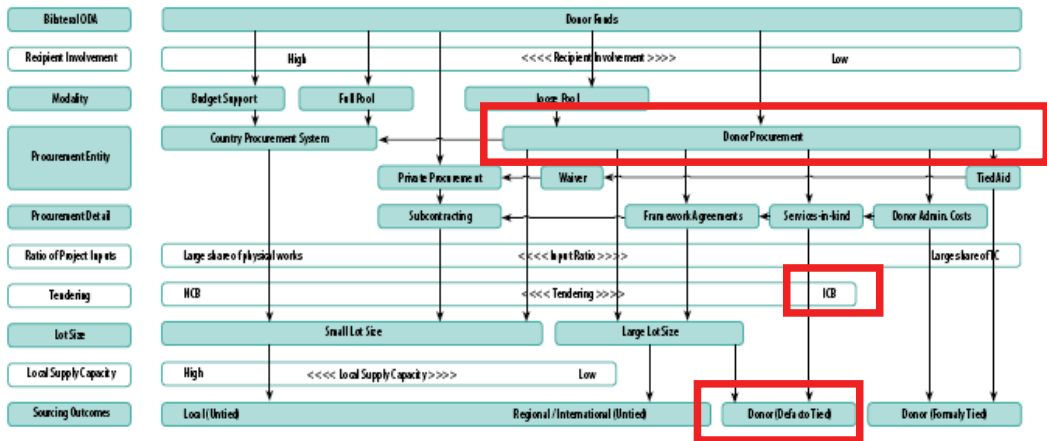 Bilateral ODA
Donor Funds
Recipient Involvement
High
<<<< Recipient Involvement >>>>
Low
Modality
Budget Support
Full Pool
Loose Pool
Procurement Entity
Country Procurement System
Donor Procurement
Private Procurement
Waiver
Tied Aid
Procurement Detail
Subcontracting
Framework Agreements
Services-in-kind
Donor Admin. Costs
Ratio of Project Inputs
Large share of physical works
<<<< Input Ratio >>>>
Large share of TC
Tendering
NCB
<<<< Tendering >>>>
ICB
Lot Size
Small Lot Size
Large Lot Size
Local Supply Capacity
High
<<<< Local Supply Capacity >>>>
Low
Sourcing Outcomes
Local (Untied)
Regional / International (Untied)
Donor (Defacto Tied)
Donor (Formaly Tied)